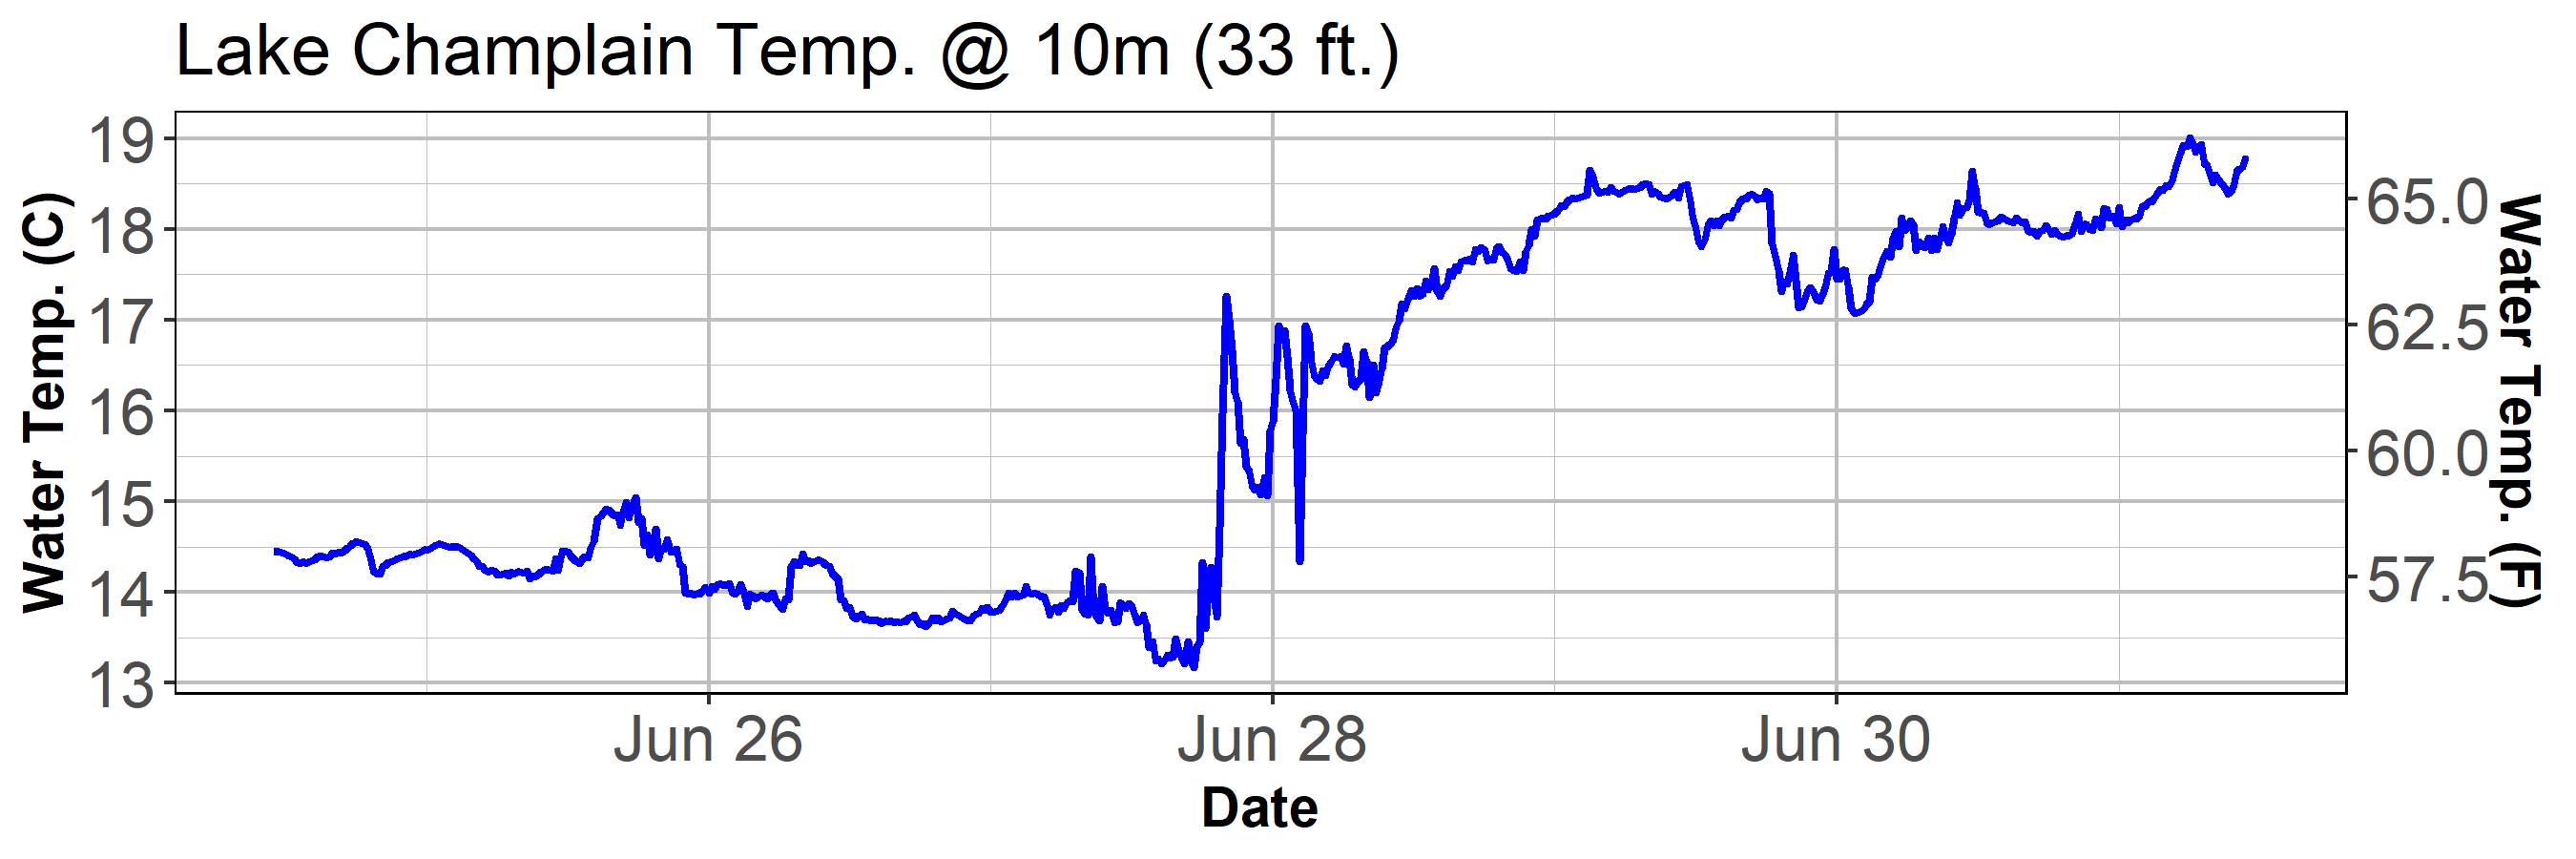 Lake Champlain Temp. @ 10m (33 ft.)
Water Temp. (C)
19
18
17
16
15
14
13
65.0
62.5
60.0
57.5
Water Temp. (F)
Jun 26
Jun 28
Jun 30
Date